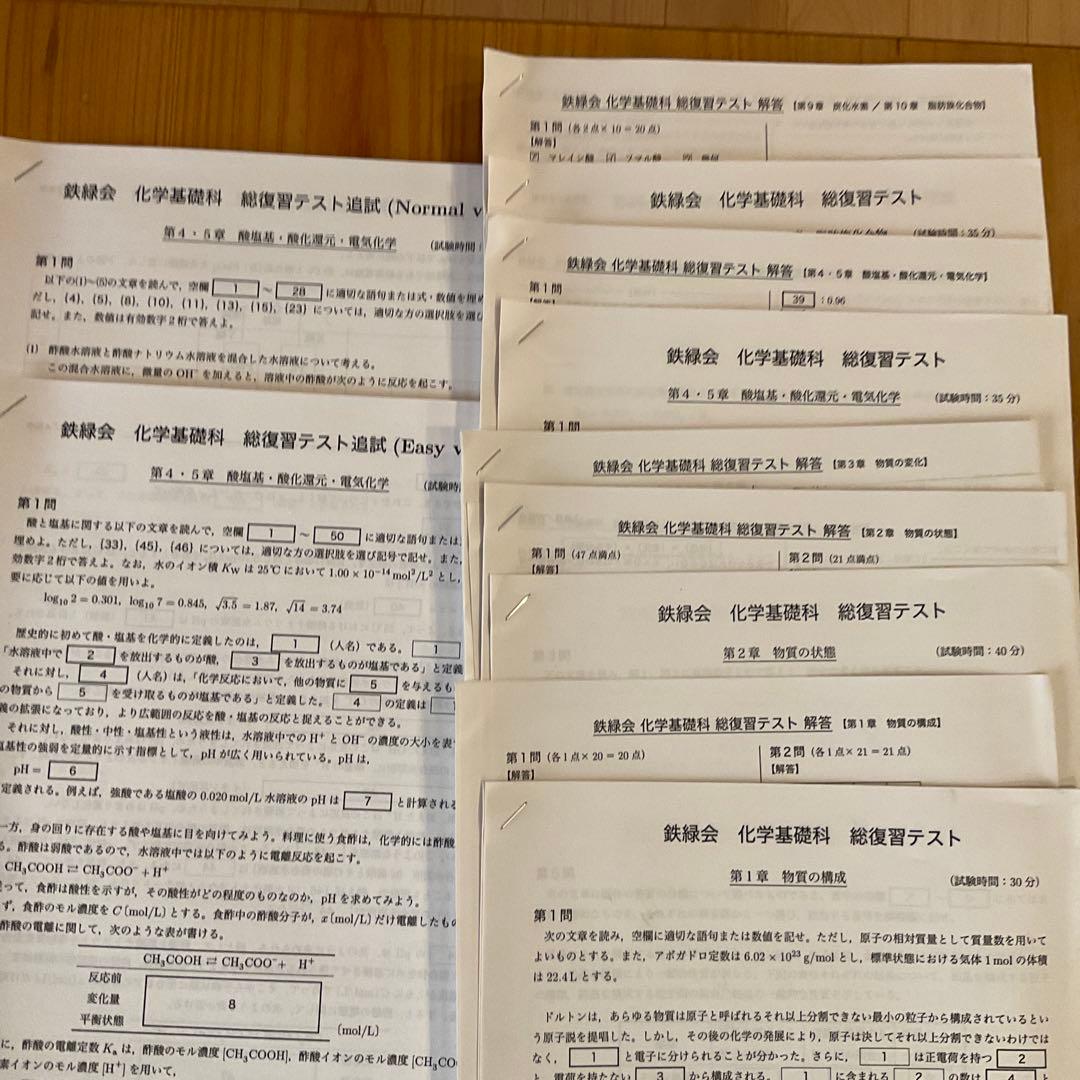 鉄緑会 化学基礎科 総復習テスト追試 (Normal v
第4・5章 酸塩基・酸化還元・電気化学 (試験時間：
第1問
以下の(1)~(5)の文章を読んで、空欄 1 ～ 28 に適切な語句または式・数値を埋め
だし、(4), (5), (8), (10), (11), (13), (15), (23) については、適切な方の選択肢を選び
記せ。また、数値は有効数字2桁で答えよ。
(1) 酢酸水溶液と酢酸ナトリウム水溶液を混合した水溶液について考える。
この混合水溶液に、微量の OH⁻ を加えると、溶液中の酢酸が次のように反応を起こす。
鉄緑会 化学基礎科 総復習テスト追試 (Easy v
第4・5章 酸塩基・酸化還元・電気化学 (試験時
第1問
酸と塩基に関する以下の文章を読んで、空欄 1 ～ 50 に適切な語句または
埋めよ。ただし、(33), (45), (46) については、適切な方の選択肢を選び記号で記せ。また、
効数字2桁で答えよ。なお、水のイオン積 KW は 25℃ において 1.00 × 10⁻¹⁴ mol²/L² とし、
要に応じて以下の値を用いよ。
log₁₀ 2 = 0.301, log₁₀ 7 = 0.845, √3.5 = 1.87, √14 = 3.74
歴史的に初めて酸・塩基を化学的に定義したのは、 1 (人名) である。 1
「水溶液中で 2 を放出するものが酸、 3 を放出するものが塩基である」と定義
それに対し、 4 (人名) は、「化学反応において、他の物質に 5 を与えるも
の物質から 5 を受け取るものが塩基である」と定義した。 4 の定義は
義の拡張になっており、より広範囲の反応を酸・塩基の反応と捉えることができる。
それに対し、酸性・中性・塩基性という液性は、水溶液中での H⁺ と OH⁻ の濃度の大小を表
塩基性の強弱を定量的に示す指標として、pH が広く用いられている。pH は、
pH = 6
定義される。例えば、強酸である塩酸の 0.020 mol/L 水溶液の pH は 7 と計算され
一方、身の回りに存在する酸や塩基に目を向けてみよう。料理に使う食酢は、化学的には酢酸
る。酢酸は弱酸であるので、水溶液中では以下のように電離反応を起こす。
CH₃COOH ⇄ CH₃COO⁻ + H⁺
って、食酢は酸性を示すが、その酸性がどの程度のものなのか、pH を求めてみよう。
ず、食酢のモル濃度を C〔mol/L〕とする。食酢中の酢酸分子が、x〔mol/L〕だけ電離したもの
酢酸の電離に関して、次のような表が書ける。
CH₃COOH ⇄ CH₃COO⁻ + H⁺
反応前
変化量 8
平衡状態
〔mol/L〕
に、酢酸の電離定数 Kₐ は、酢酸のモル濃度 [CH₃COOH]、酢酸イオンのモル濃度 [CH₃CO
素イオンのモル濃度 [H⁺] を用いて、
鉄緑会 化学基礎科 総復習テスト 解答 【第9章 炭化水素 / 第10章 脂肪族化合物】
第1問 (各2点× 10 = 20 点)
【解答】
マレイン酸 フマル酸 幾何
鉄緑会 化学基礎科 総復習テスト
脂肪族化合物 (試験時間：35分)
鉄緑会 化学基礎科 総復習テスト 解答 【第4・5章 酸塩基・酸化還元・電気化学】
第1問
【解答】
39 : 0.96
鉄緑会 化学基礎科 総復習テスト
第4・5章 酸塩基・酸化還元・電気化学 (試験時間：35分)
第1問
鉄緑会 化学基礎科 総復習テスト 解答 【第3章 物質の変化】
鉄緑会 化学基礎科 総復習テスト 解答 【第2章 物質の状態】
第1問 (47点満点) 第2問 (21点満点)
【解答】
鉄緑会 化学基礎科 総復習テスト
第2章 物質の状態 (試験時間：40分)
鉄緑会 化学基礎科 総復習テスト 解答 【第1章 物質の構成】
第1問 (各1点× 20 = 20 点) 第2問 (各1点× 21 = 21 点)
【解答】 【解答】
鉄緑会 化学基礎科 総復習テスト
第1章 物質の構成 (試験時間：30分)
第1問
次の文章を読み、空欄に適切な語句または数値を記せ。ただし、原子の相対質量として質量数を用いて
よいものとする。また、アボガドロ定数は 6.02 × 10²³ g/mol とし、標準状態における気体 1 mol の体積
は 22.4 L とする。
ドルトンは、あらゆる物質は原子と呼ばれるそれ以上分割できない最小の粒子から構成されているとい
う原子説を提唱した。しかし、その後の化学の発展により、原子は決してそれ以上分割できないわけでは
なく、 1 と電子に分けられることが分かった。さらに、 1 は正電荷を持つ 2
と、電荷を持たない 3 から構成される。 1 に含まれる 2 の数は 4 と